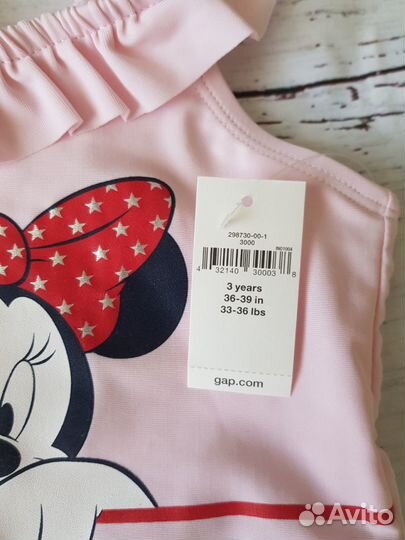 298730-00-1
3000
0901004
4 32140 30003 8
3 years
36-39 in
33-36 lbs
gap.com
Avito